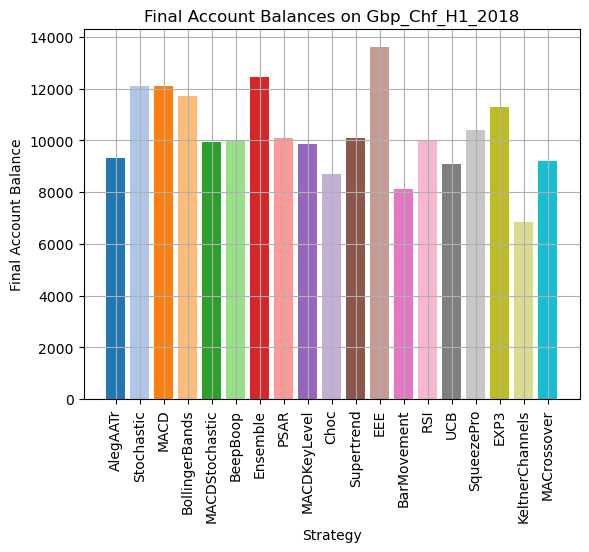 Final Account Balances on Gbp_Chf_H1_2018
Final Account Balance
14000
12000
10000
8000
6000
4000
2000
0
AlegAATr
Stochastic
MACD
BollingerBands
MACDStochastic
BeepBoop
Ensemble
PSAR
MACDKeyLevel
Choc
Supertrend
EEE
BarMovement
RSI
UCB
SqueezePro
EXP3
KeltnerChannels
MACrossover
Strategy